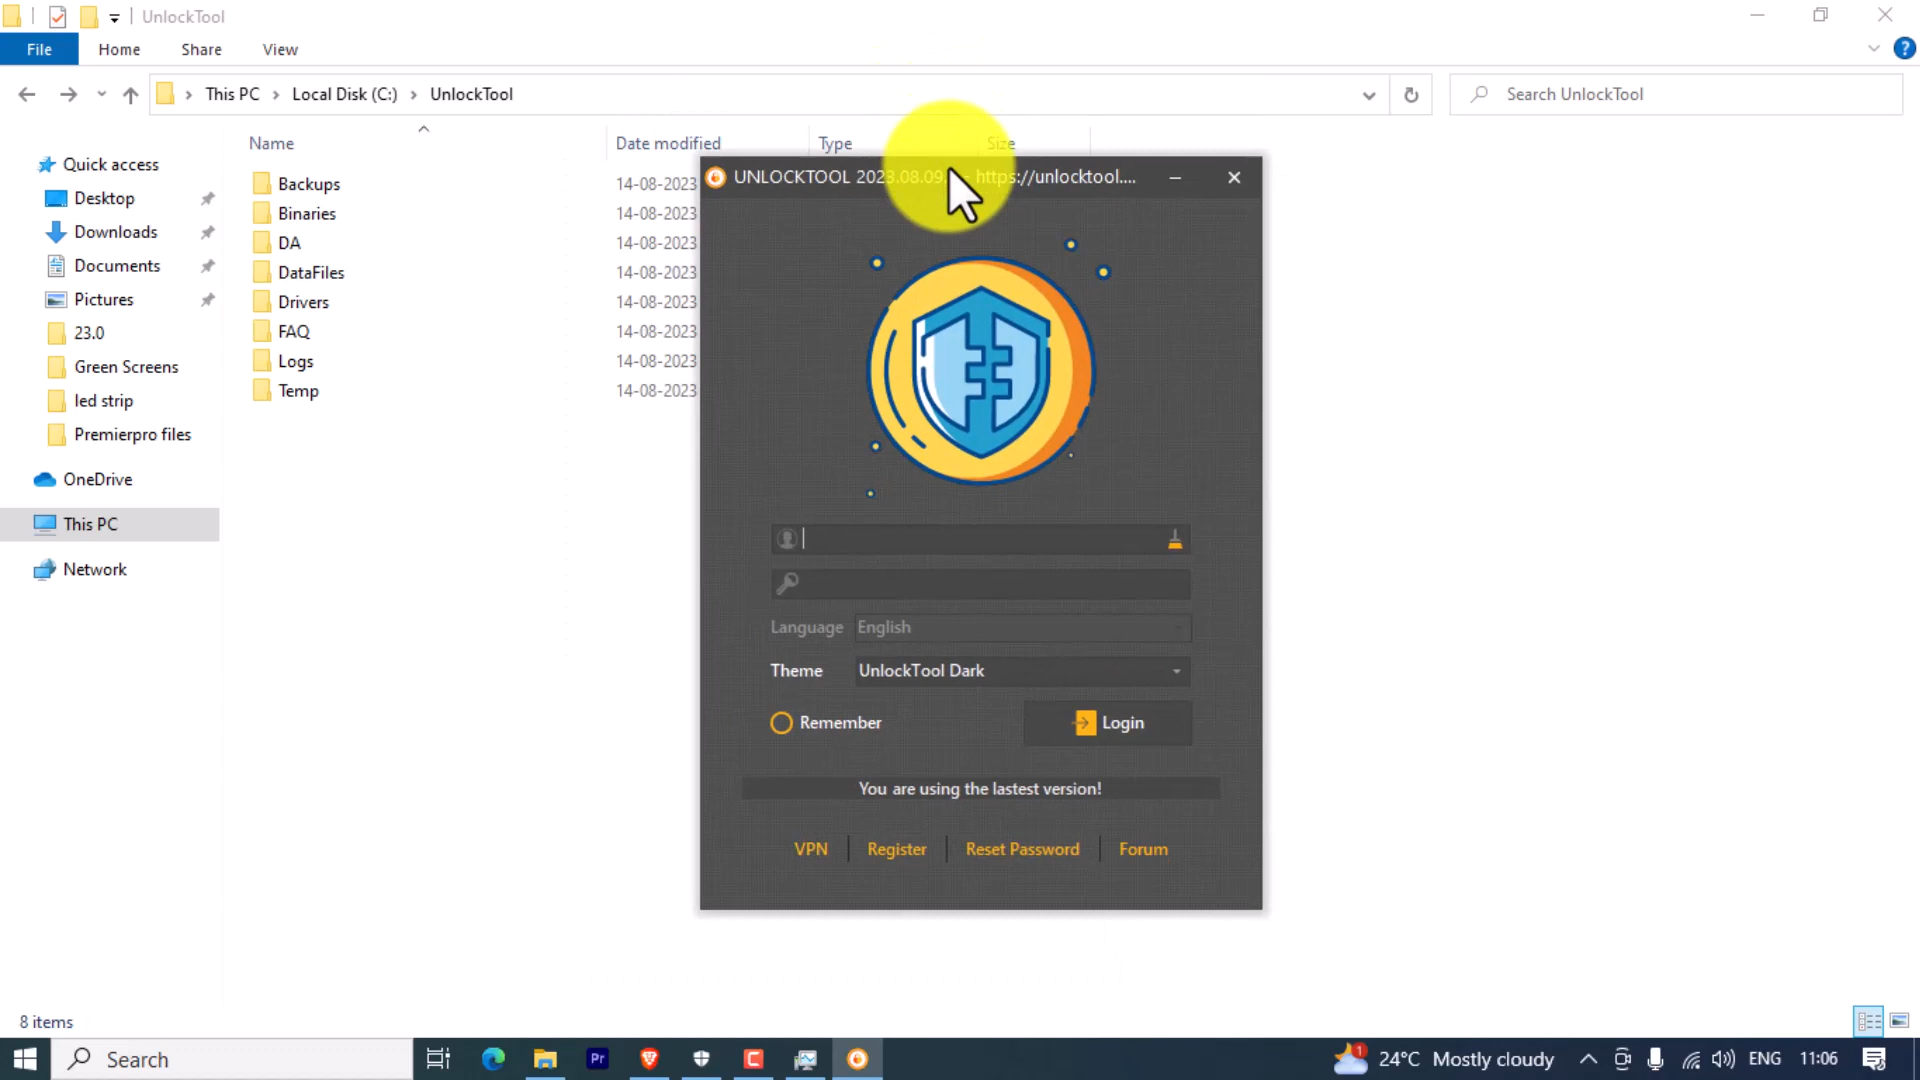 UnlockTool
File Home Share View
This PC Local Disk (C:) UnlockTool Search UnlockTool
Name Date modified Type Size
Quick access
Desktop
Downloads
Documents
Pictures
23.0
Green Screens
led strip
Premierpro files
OneDrive
This PC
Network
Backups 14-08-2023
Binaries 14-08-2023
DA 14-08-2023
DataFiles 14-08-2023
Drivers 14-08-2023
FAQ 14-08-2023
Logs 14-08-2023
Temp 14-08-2023
UNLOCKTOOL 2023.08.09. - https://unlocktool....
Language English
Theme UnlockTool Dark
Remember Login
You are using the lastest version!
VPN Register Reset Password Forum
8 items
Search Pr C 1 24°C Mostly cloudy ENG 11:06